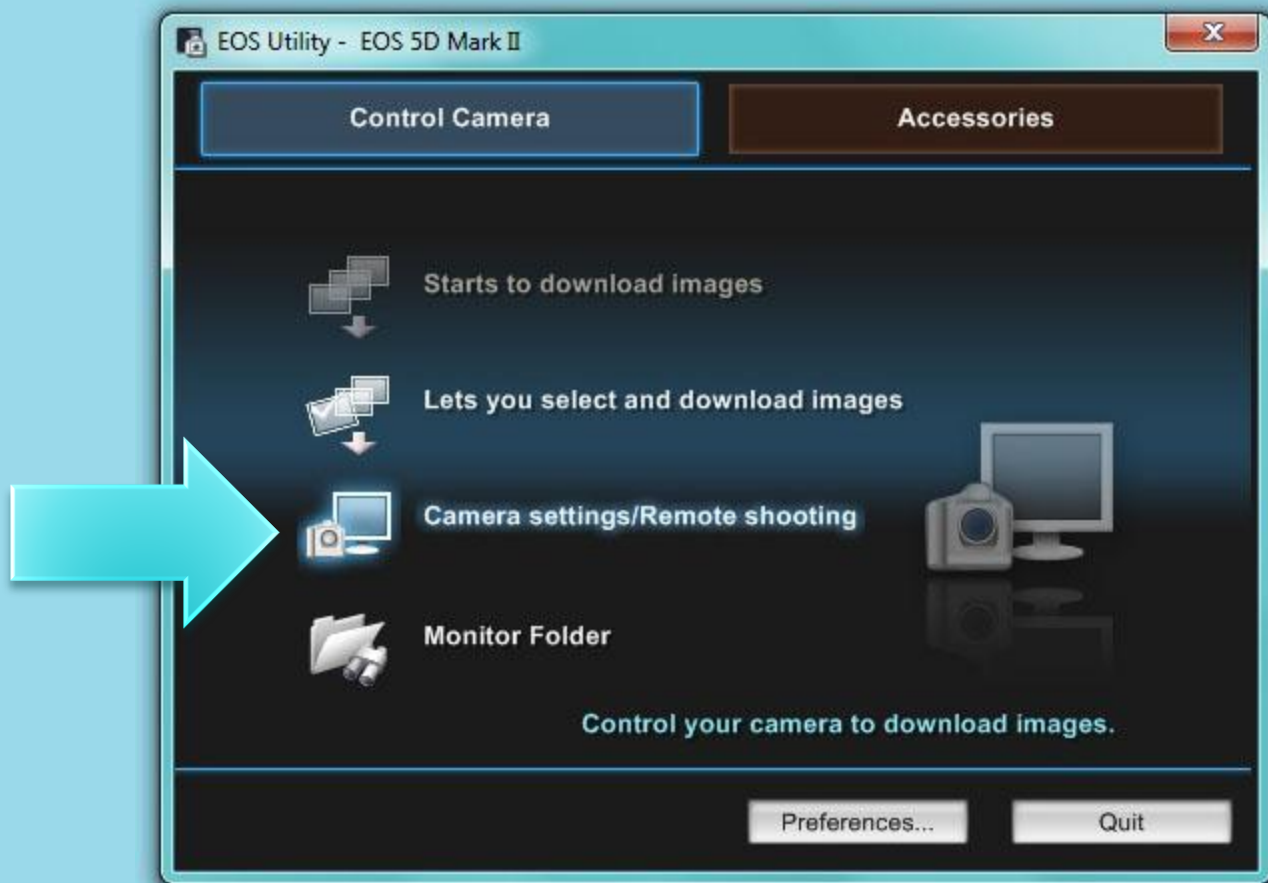 EOS Utility - EOS 5D Mark II
Control Camera
Accessories
Starts to download images
Lets you select and download images
Camera settings/Remote shooting
Monitor Folder
Control your camera to download images.
Preferences...
Quit